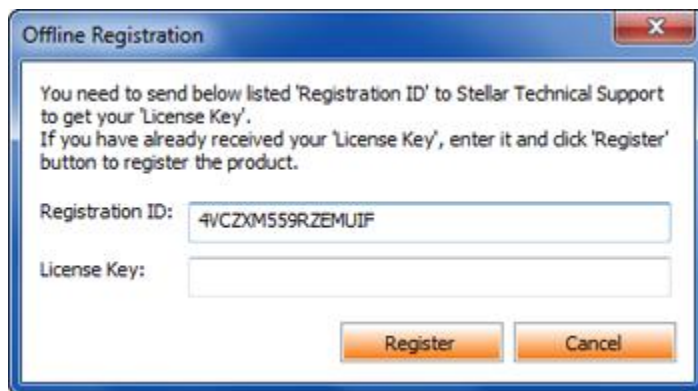 Offline Registration
You need to send below listed 'Registration ID' to Stellar Technical Support
to get your 'License Key'.
If you have already received your 'License Key', enter it and click 'Register'
button to register the product.
Registration ID: 4VCZXM559RZEMUIF
License Key:
Register Cancel